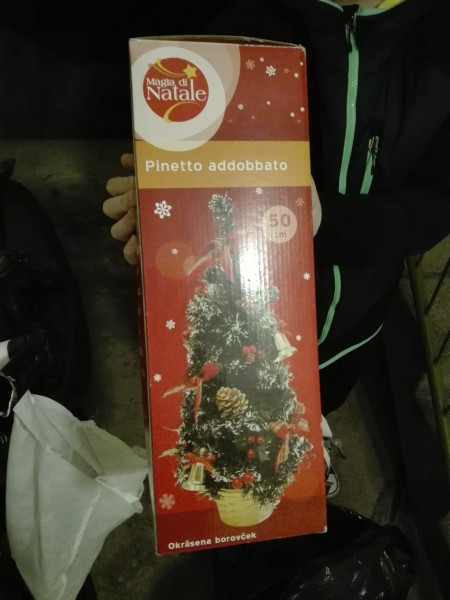 Magia di
Natale
Pinetto addobbato
50
cm
Okrašena borovček